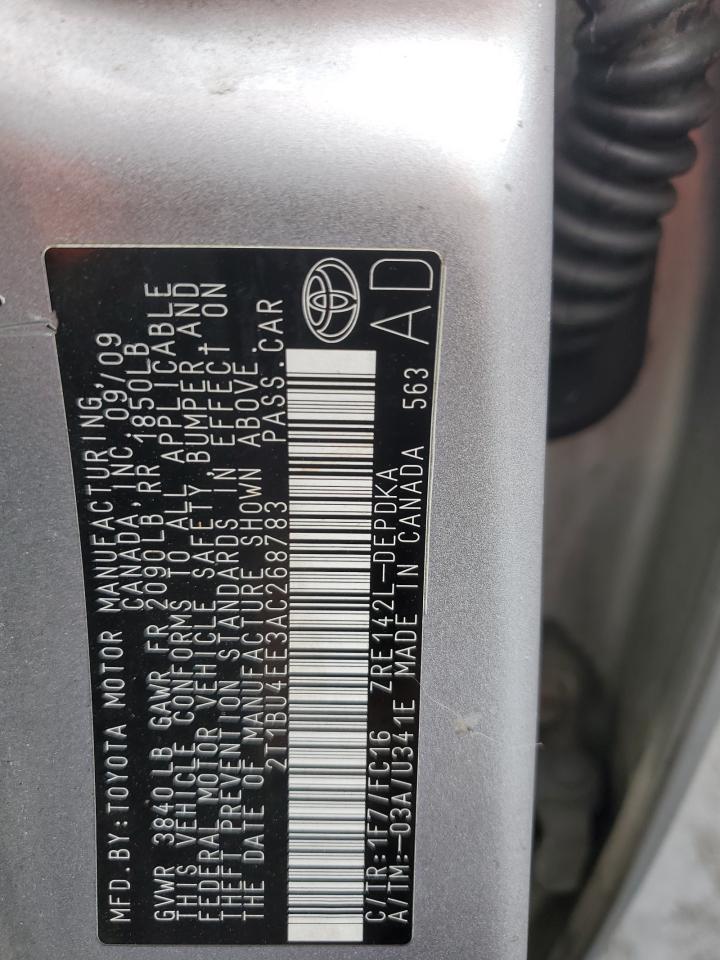 MFD.BY:TOYOTA MOTOR MANUFACTURING,
CANADA,INC. 09/09
GVWR 3840LB GAWR FR 2090LB RR 1850LB
THIS VEHICLE CONFORMS TO ALL APPLICABLE
FEDERAL MOTOR VEHICLE SAFETY, BUMPER,AND
THEFT PREVENTION STANDARDS IN EFFECT ON
THE DATE OF MANUFACTURE SHOWN ABOVE.
2T1BU4EE3AC268783 PASS.CAR
C/TR:1F7/FC16 ZRE142L-DEPDKA
A/TM:-03A/U341E MADE IN CANADA 563
AD